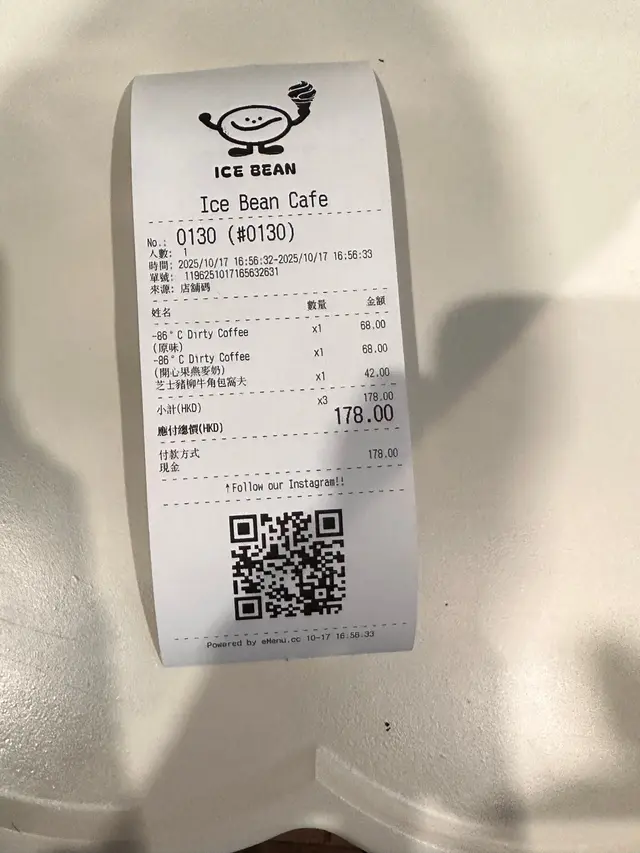 ICE BEAN
Ice Bean Cafe
No.: 0130 (#0130)
人數: 1
時間: 2025/10/17 16:56:32-2025/10/17 16:56:33
單號: 1196251017165632631
來源: 店舖碼
姓名 數量 金額
-86°C Dirty Coffee x1 68.00
(原味)
-86°C Dirty Coffee x1 68.00
(開心果燕麥奶)
芝士豬柳牛角包窩夫 x1 42.00
小計(HKD) x3 178.00
應付總價(HKD) 178.00
付款方式
現金 178.00
↑Follow our Instagram!!
Powered by eMenu.cc 10-17 16:56:33